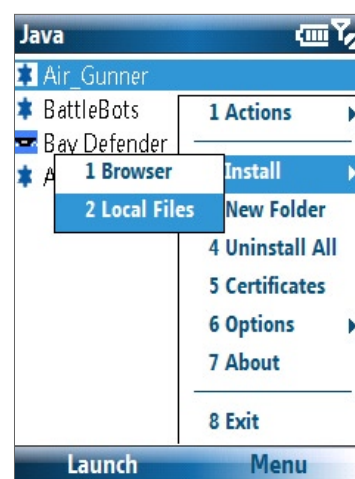 Java
Air_Gunner
BattleBots
Bay Defender
A
1 Actions
Install
New Folder
4 Uninstall All
5 Certificates
6 Options
7 About
8 Exit
1 Browser
2 Local Files
Launch
Menu